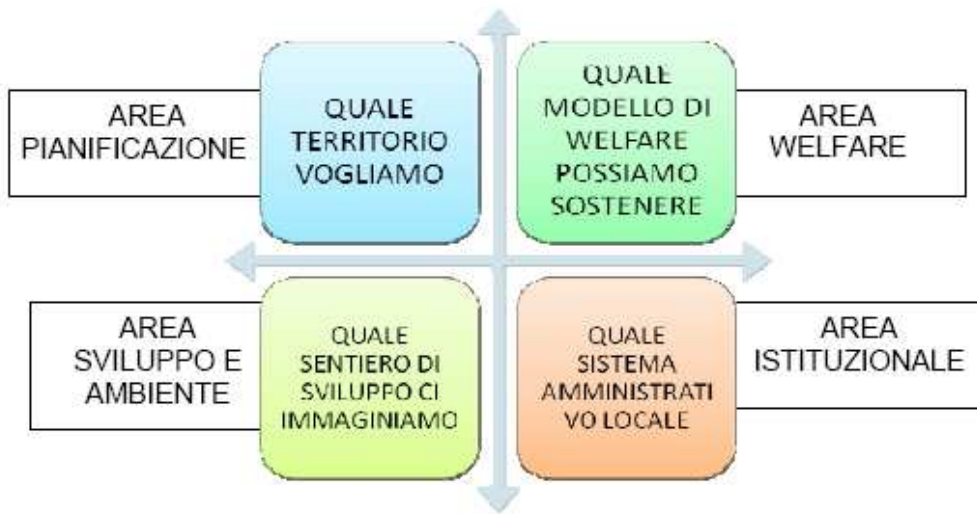 AREA
PIANIFICAZIONE
QUALE
TERRITORIO
VOGLIAMO
QUALE
MODELLO DI
WELFARE
POSSIAMO
SOSTENERE
AREA
WELFARE
AREA
SVILUPPO E
AMBIENTE
QUALE
SENTIERO DI
SVILUPPO CI
IMMAGINIAMO
QUALE
SISTEMA
AMMINISTRATI
VO LOCALE
AREA
ISTITUZIONALE